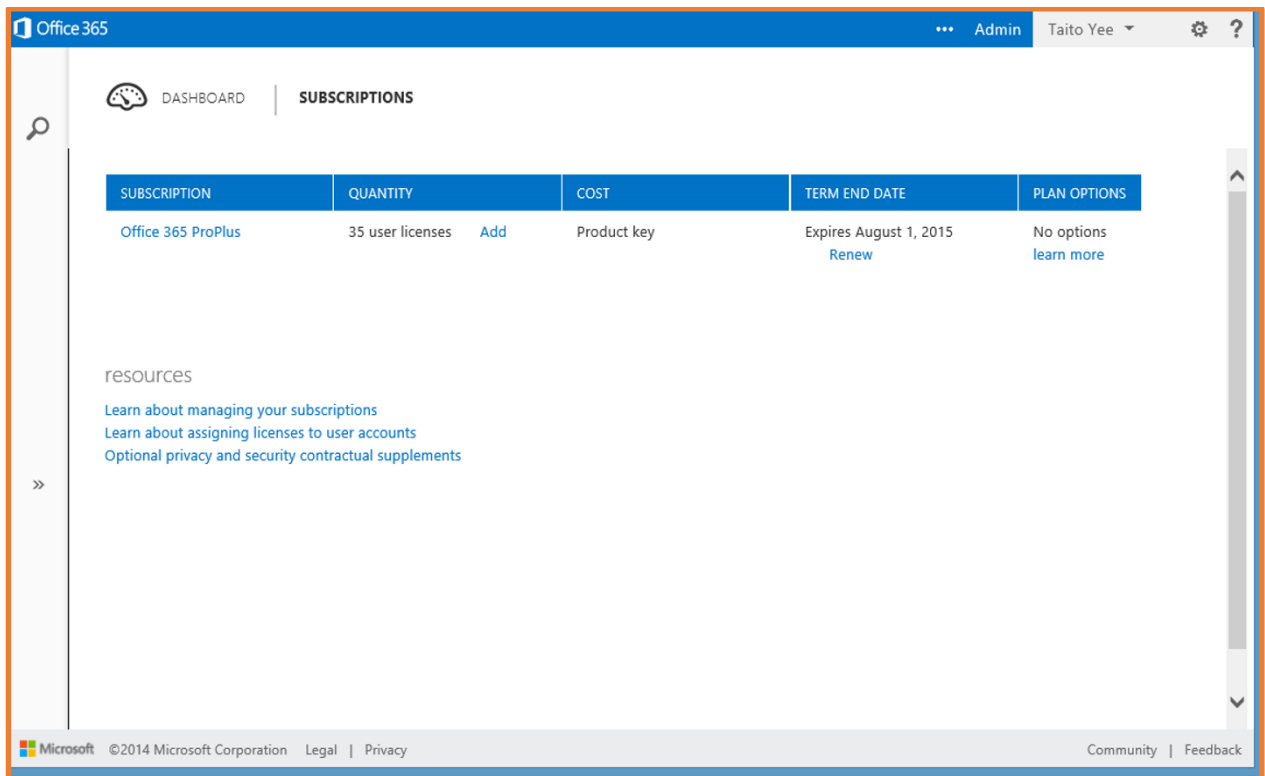 Office 365
••• Admin Taito Yee ?
DASHBOARD | SUBSCRIPTIONS
SUBSCRIPTION QUANTITY COST TERM END DATE PLAN OPTIONS
Office 365 ProPlus 35 user licenses Add Product key Expires August 1, 2015 No options
Renew learn more
resources
Learn about managing your subscriptions
Learn about assigning licenses to user accounts
Optional privacy and security contractual supplements
»
Microsoft ©2014 Microsoft Corporation Legal | Privacy Community | Feedback